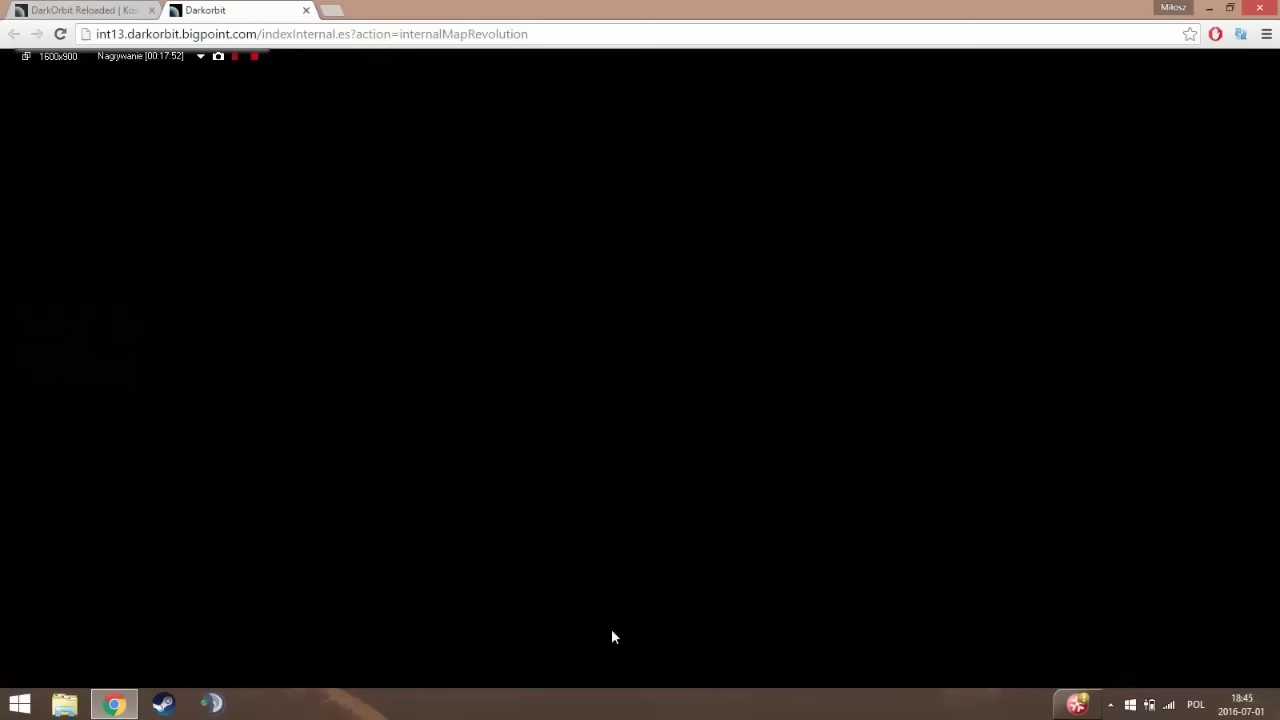 DarkOrbit Reloaded | Kos
Darkorbit
Miłosz
int13.darkorbit.bigpoint.com/indexInternal.es?action=internalMapRevolution
1600x900 Nagrywanie [00:17:52]
POL
18:45
2016-07-01